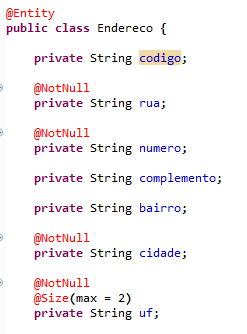 @Entity
public class Endereco {
private String codigo;
@NotNull
private String rua;
@NotNull
private String numero;
private String complemento;
private String bairro;
@NotNull
private String cidade;
@NotNull
@Size(max = 2)
private String uf;